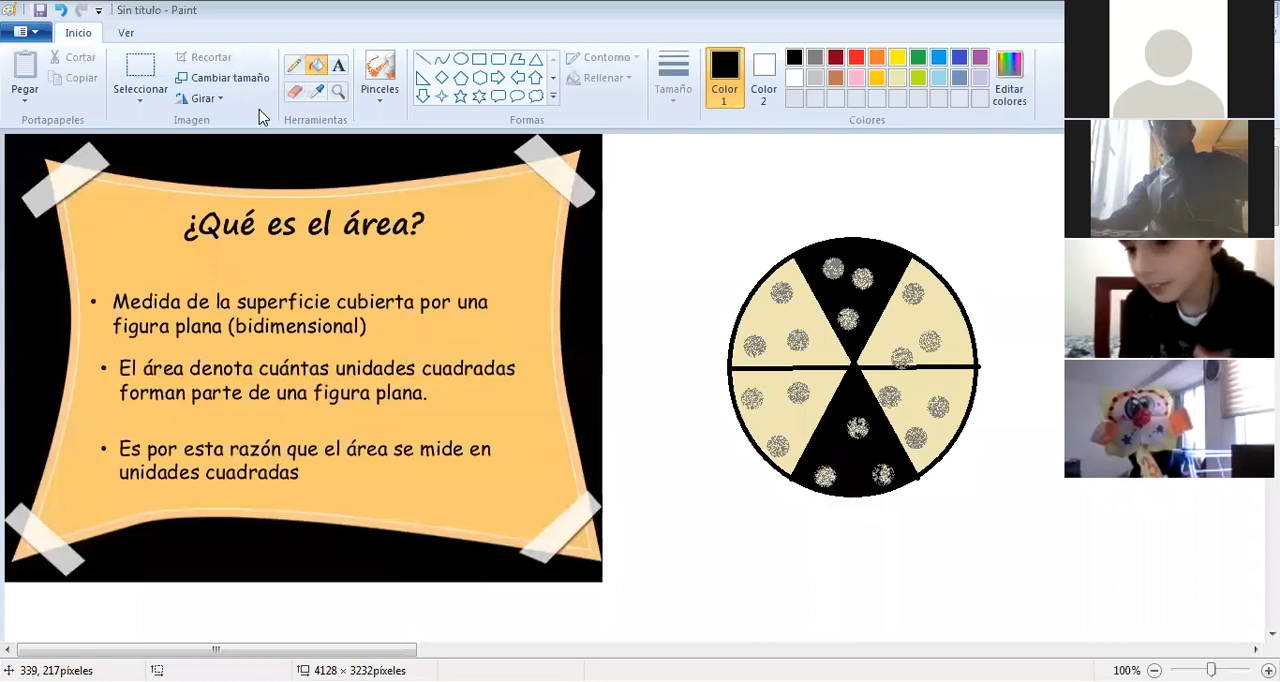 Sin título - Paint
Inicio
Ver
Pegar
Cortar
Copiar
Portapapeles
Seleccionar
Recortar
Cambiar tamaño
Girar
Imagen
A
Herramientas
Pinceles
Formas
Contorno
Rellenar
Tamaño
Color
1
Color
2
Editar
colores
Colores
¿Qué es el área?
• Medida de la superficie cubierta por una
figura plana (bidimensional)
• El área denota cuántas unidades cuadradas
forman parte de una figura plana.
• Es por esta razón que el área se mide en
unidades cuadradas
339, 217píxeles
4128 × 3232píxeles
100%